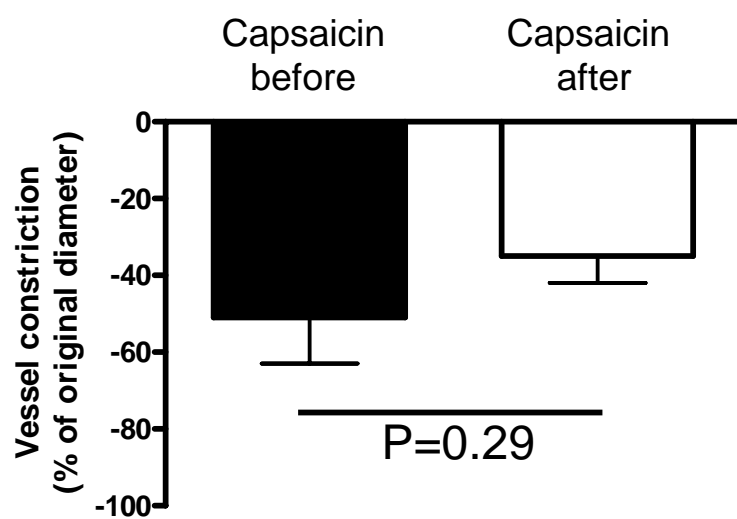 Capsaicin
before
Capsaicin
after
Vessel constriction
(% of original diameter)
0
-20
-40
-60
-80
-100
P=0.29